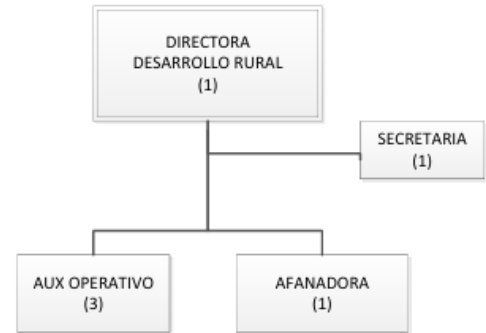 DIRECTORA
DESARROLLO RURAL
(1)
SECRETARIA
(1)
AUX OPERATIVO
(3)
AFANADORA
(1)